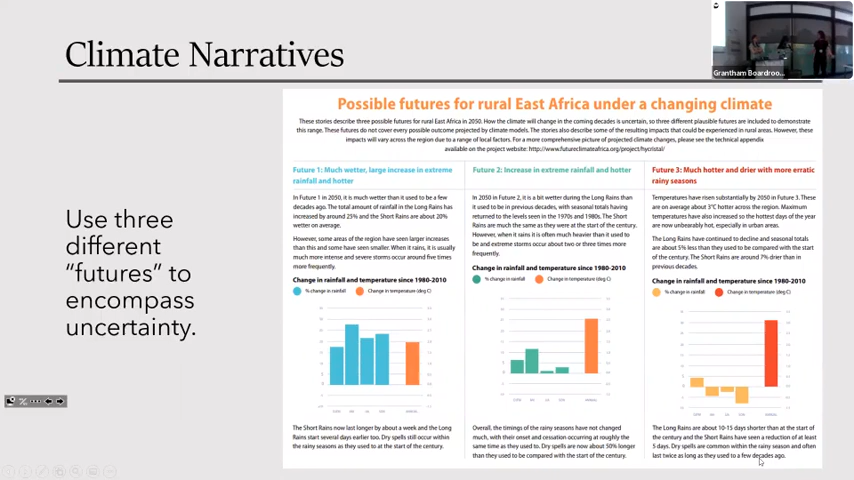 Grantham Boardroo...
Climate Narratives
Use three
different
“futures” to
encompass
uncertainty.
Possible futures for rural East Africa under a changing climate
These stories describe three possible futures for rural East Africa in 2050. How the climate will change in the coming decades is uncertain, so three different plausible futures are included to demonstrate
this range. These futures do not cover every possible outcome projected by climate models. The stories also describe some of the resulting impacts that could be experienced in rural areas. However, these
impacts will vary across the region due to a range of local factors. For a more comprehensive picture of projected climate changes, please see the technical appendix
available on the project website: http://www.futureclimateafrica.org/project/hycristal/
Future 1: Much wetter, large increase in extreme
rainfall and hotter
In Future 1 in 2050, it is much wetter than it used to be a few
decades ago. The total amount of rainfall in the Long Rains has
increased by around 25% and the Short Rains are about 20%
wetter on average.
However, some areas of the region have seen larger increases
than this and some have seen smaller. When it rains, it is usually
much more intense and severe storms occur around five times
more frequently.
Change in rainfall and temperature since 1980-2010
% change in rainfall
Change in temperature (deg C)
The Short Rains now last longer by about a week and the Long
Rains start several days earlier too. Dry spells still occur within
the rainy seasons as they used to at the start of the century.
Future 2: Increase in extreme rainfall and hotter
In 2050 in Future 2, it is a bit wetter during the Long Rains than
it used to be in previous decades, with seasonal totals having
returned to the levels seen in the 1970s and 1980s. The Short
Rains are much the same as they were at the start of the century.
However, when it rains it is often much heavier than it used to
be and extreme storms occur about two or three times more
frequently.
Change in rainfall and temperature since 1980-2010
% change in rainfall
Change in temperature (deg C)
Overall, the timings of the rainy seasons have not changed
much, with their onset and cessation occurring at roughly the
same time as they used to. Dry spells are now about 50% longer
than they used to be compared with the start of the century.
Future 3: Much hotter and drier with more erratic
rainy seasons
Temperatures have risen substantially by 2050 in Future 3. These
are on average about 3°C hotter across the region. Maximum
temperatures have also increased so the hottest days of the year
are now unbearably hot, especially in urban areas.
The Long Rains have continued to decline and seasonal totals
are about 5% less than they used to be compared with the start
of the century. The Short Rains are around 7% drier than in
previous decades.
Change in rainfall and temperature since 1980-2010
% change in rainfall
Change in temperature (deg C)
The Long Rains are about 10-15 days shorter than at the start of
the century and the Short Rains have seen a reduction of at least
5 days. Dry spells are common within the rainy season and often
last twice as long as they used to a few decades ago.